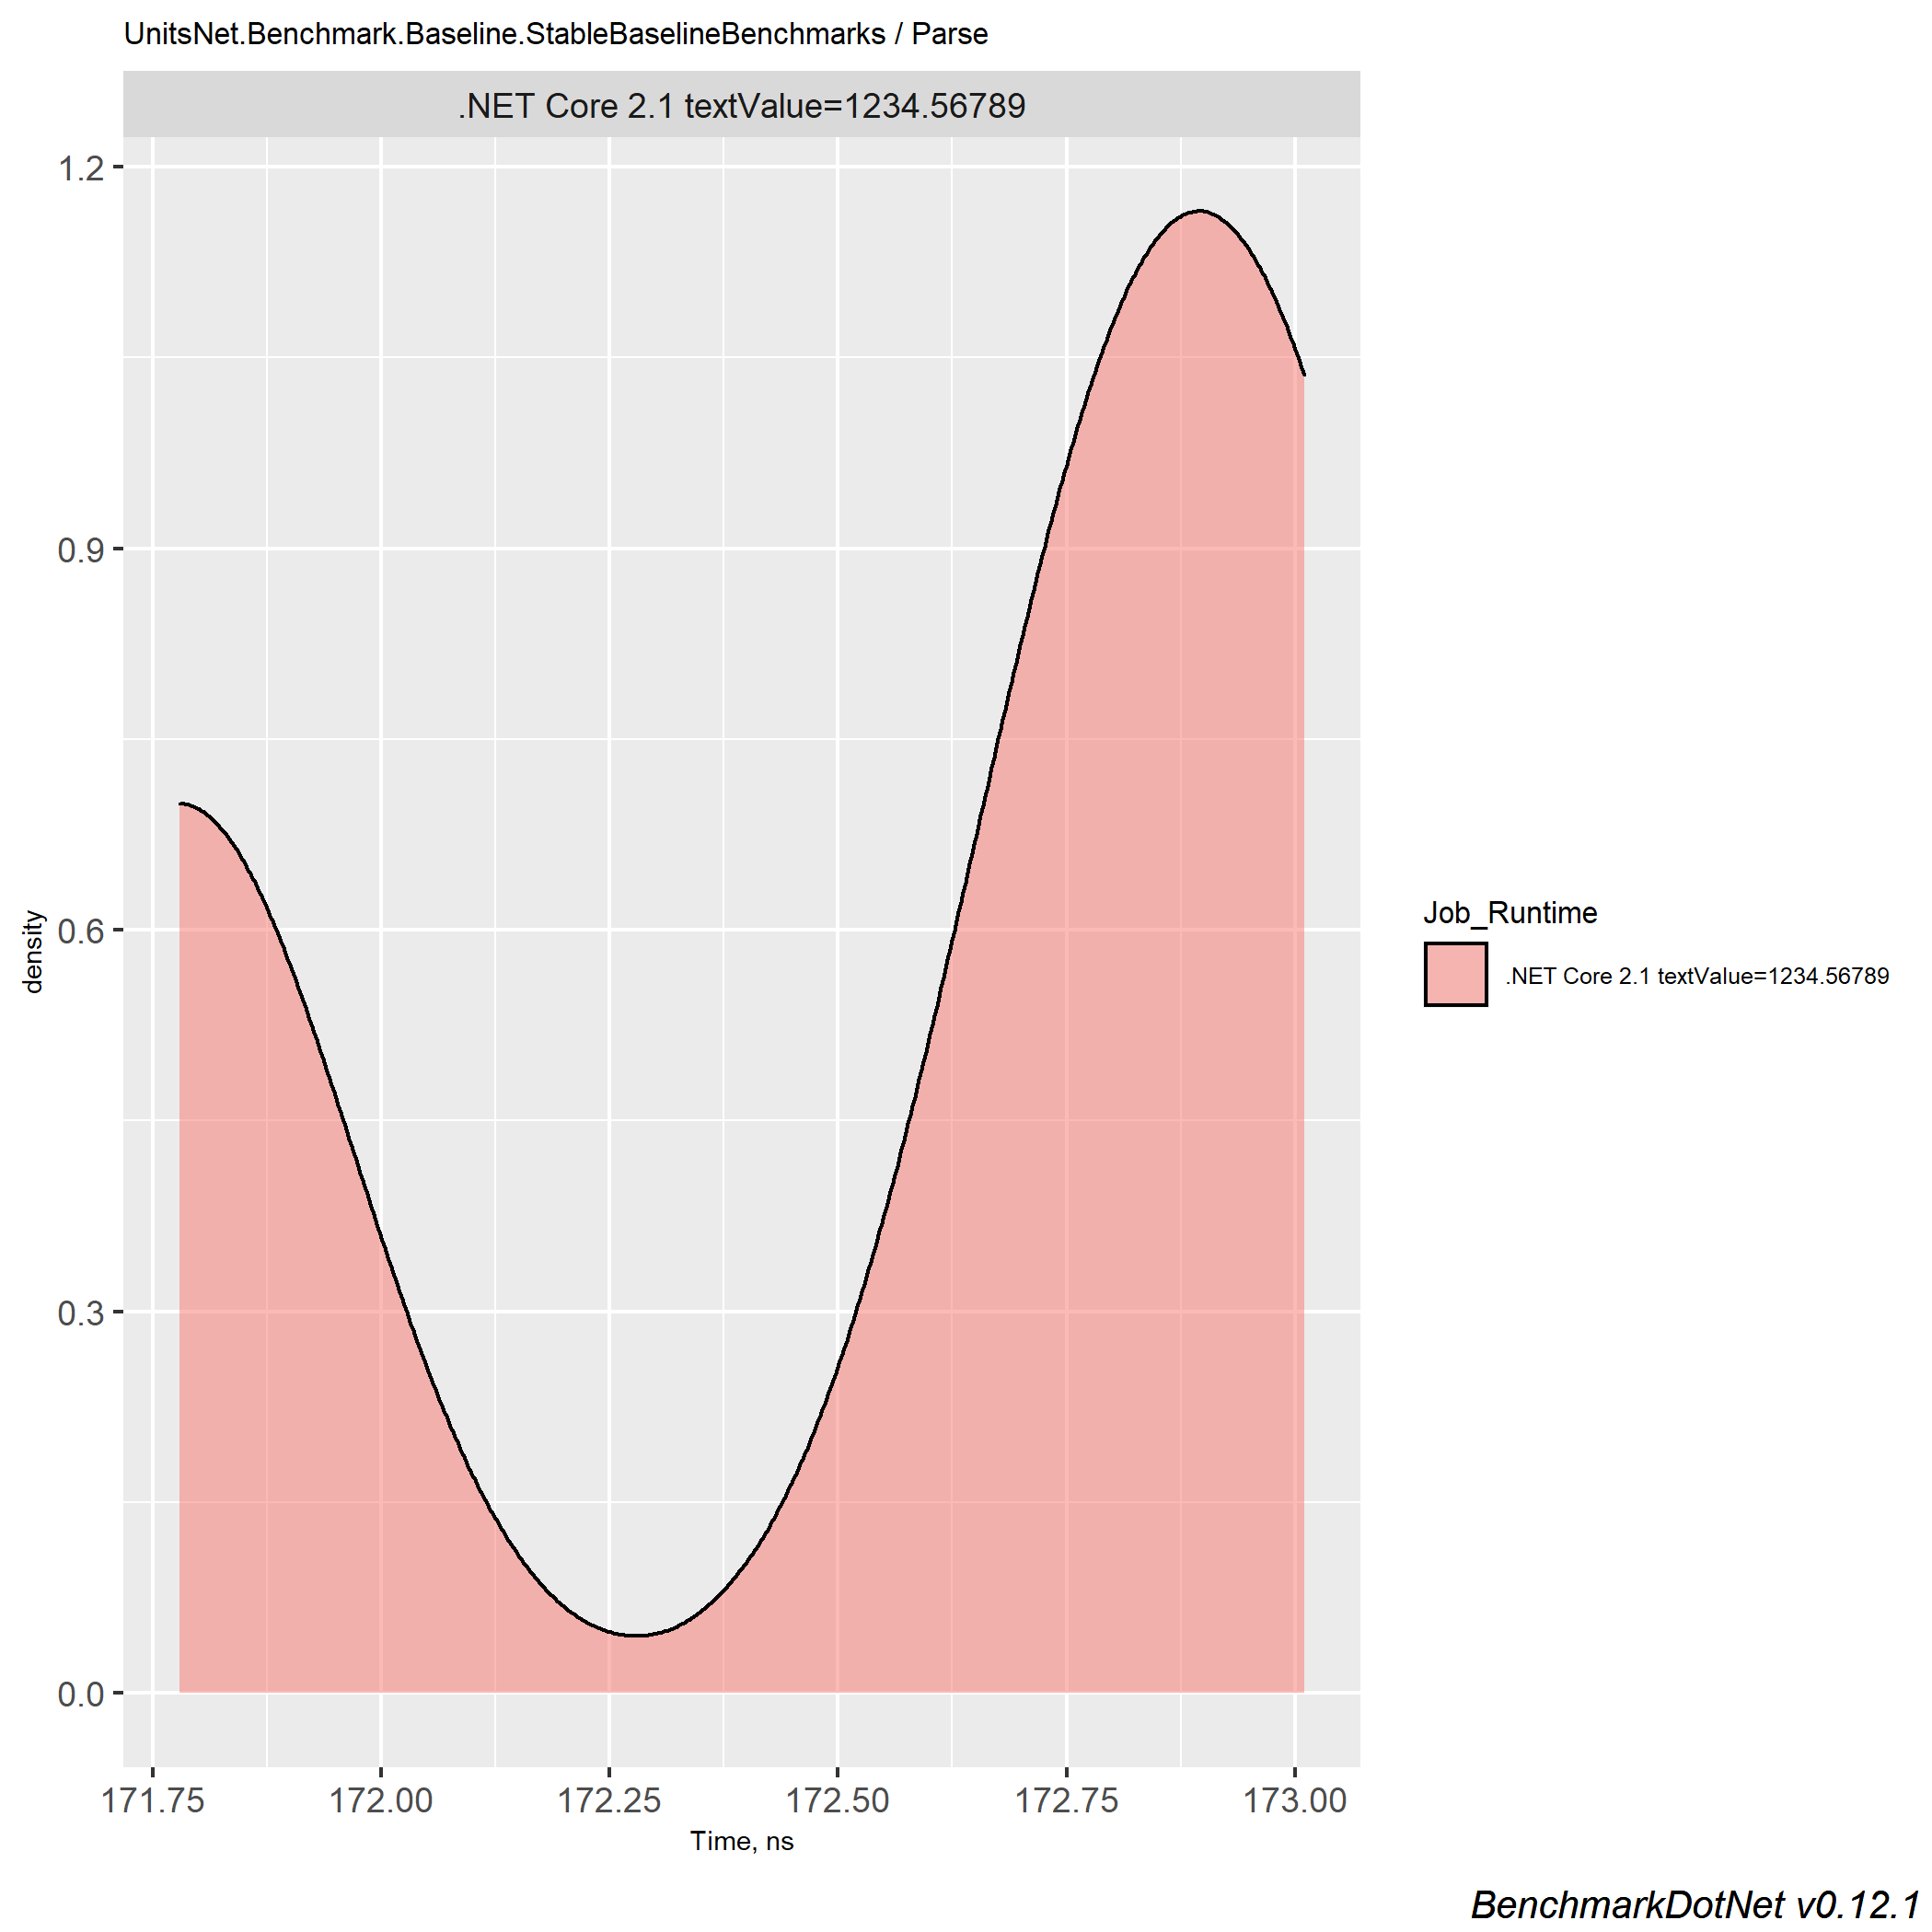 UnitsNet.Benchmark.Baseline.StableBaselineBenchmarks / Parse
.NET Core 2.1 textValue=1234.56789
1.2
0.9
0.6
0.3
0.0
density
171.75 172.00 172.25 172.50 172.75 173.00
Time, ns
Job_Runtime
.NET Core 2.1 textValue=1234.56789
BenchmarkDotNet v0.12.1